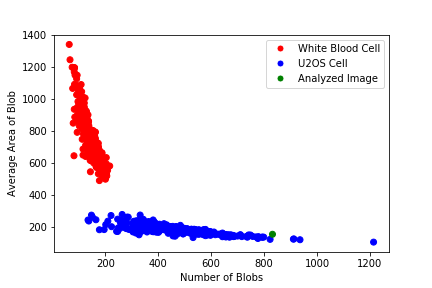 1400
1200
1000
800
600
400
200
Average Area of Blob
White Blood Cell
U2OS Cell
Analyzed Image
200
400
600
800
1000
1200
Number of Blobs